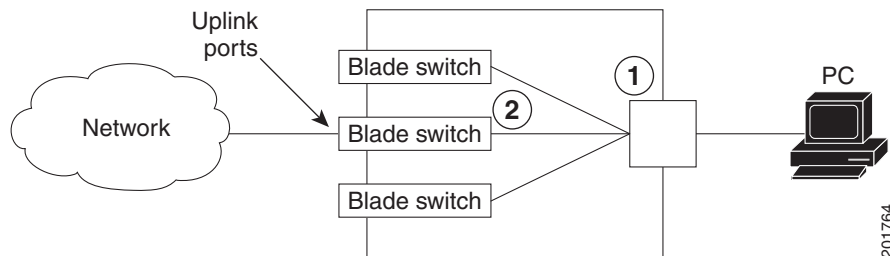 Uplink
ports
Blade switch
1
PC
Network
Blade switch
2
Blade switch
201764